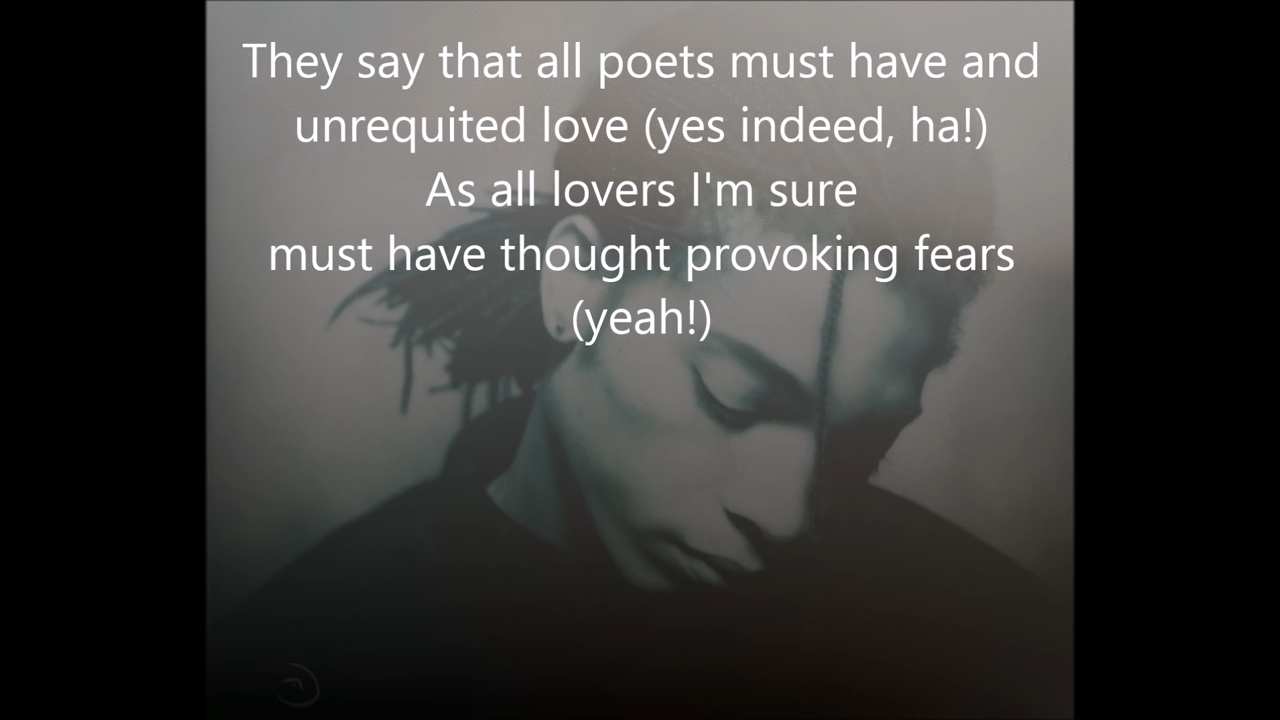 They say that all poets must have and
unrequited love (yes indeed, ha!)
As all lovers I'm sure
must have thought provoking fears
(yeah!)